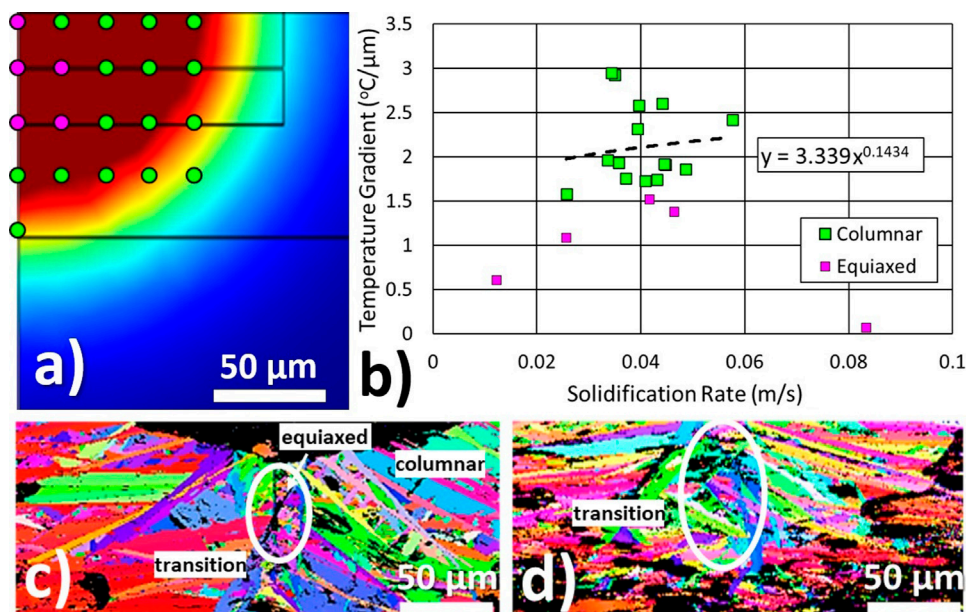 a)
50 µm
b)
Temperature Gradient (°C/µm)
3.5
3
2.5
2
1.5
1
0.5
0
0
0.02
0.04
0.06
0.08
0.1
Solidification Rate (m/s)
y = 3.339x^0.1434
Columnar
Equiaxed
c)
equiaxed
columnar
transition
50 µm
d)
transition
50 µm